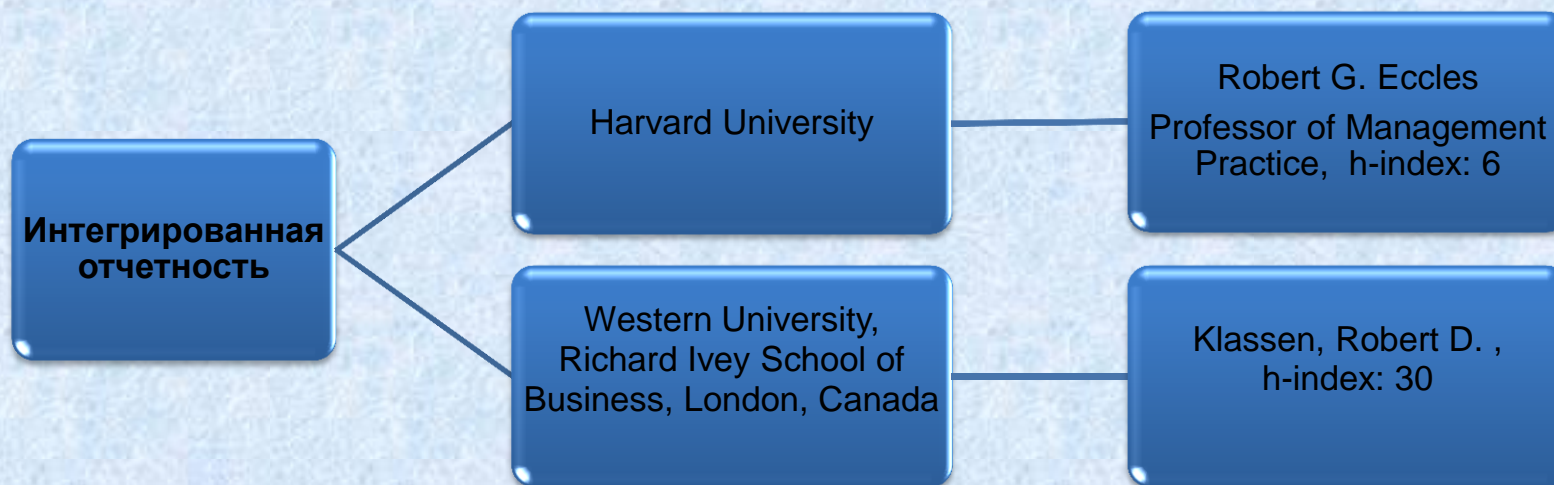 Интегрированная
отчетность
Harvard University
Robert G. Eccles
Professor of Management
Practice, h-index: 6
Western University,
Richard Ivey School of
Business, London, Canada
Klassen, Robert D. ,
h-index: 30